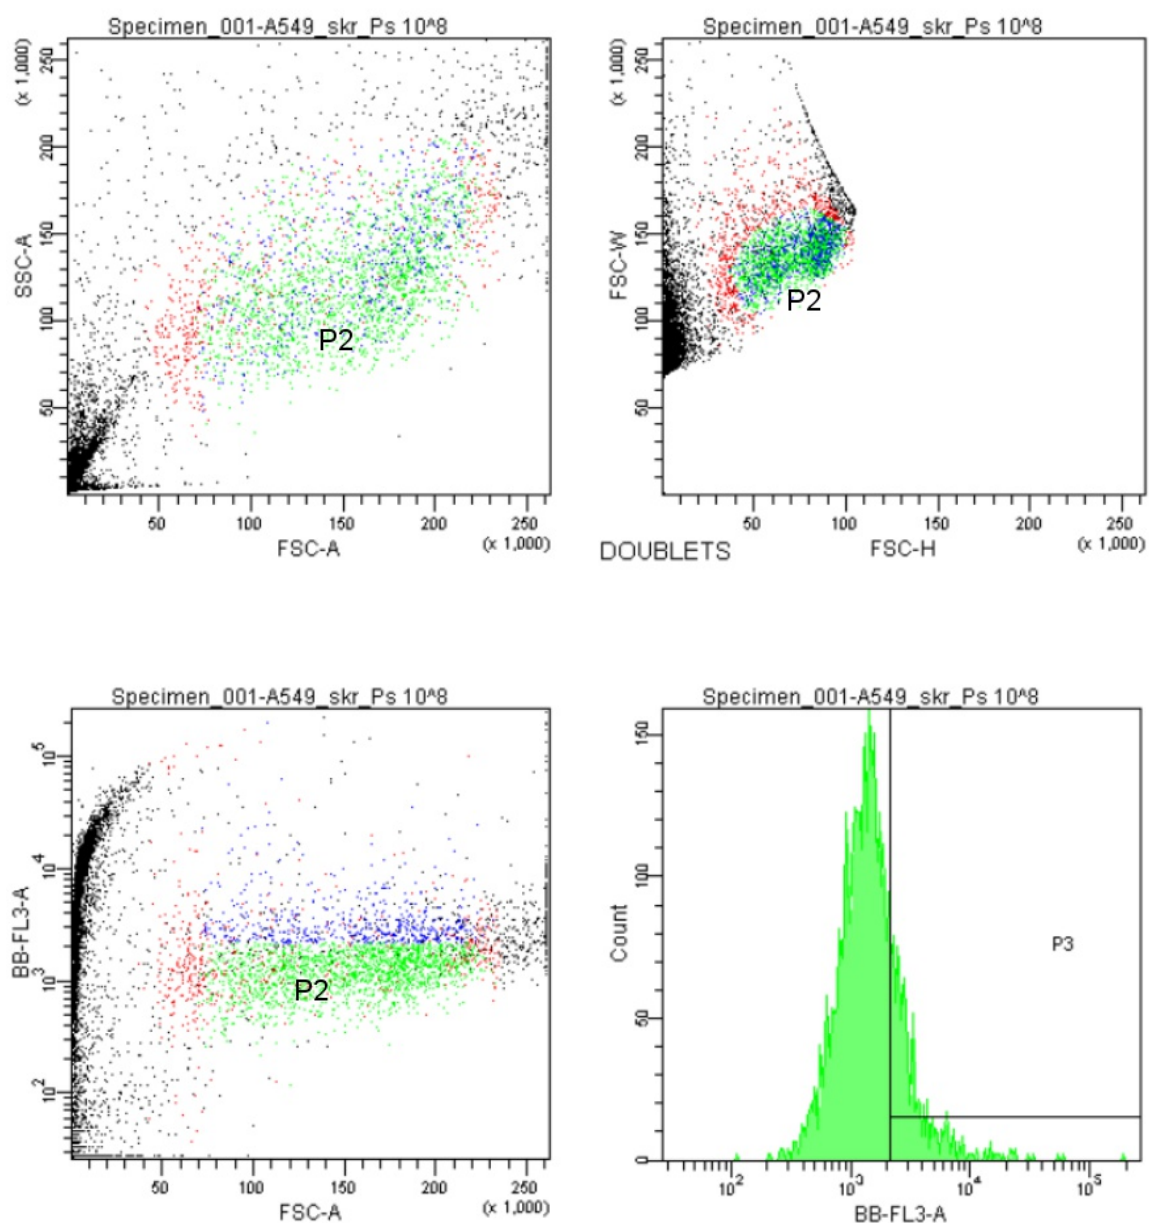 Specimen_001-A549_skr_Ps 10^8
(x 1,000)
250
200
150
100
50
SSC-A
P2
50 100 150 200 250
FSC-A
(x 1,000)
Specimen_001-A549_skr_Ps 10^8
(x 1,000)
250
200
150
100
50
FSC-W
P2
50 100 150 200 250
DOUBLETS
FSC-H
(x 1,000)
Specimen_001-A549_skr_Ps 10^8
10^5
10^4
10^3
10^2
BB-FL3-A
P2
50 100 150 200 250
FSC-A
(x 1,000)
Specimen_001-A549_skr_Ps 10^8
150
100
50
0
Count
P3
10^2 10^3 10^4 10^5
BB-FL3-A